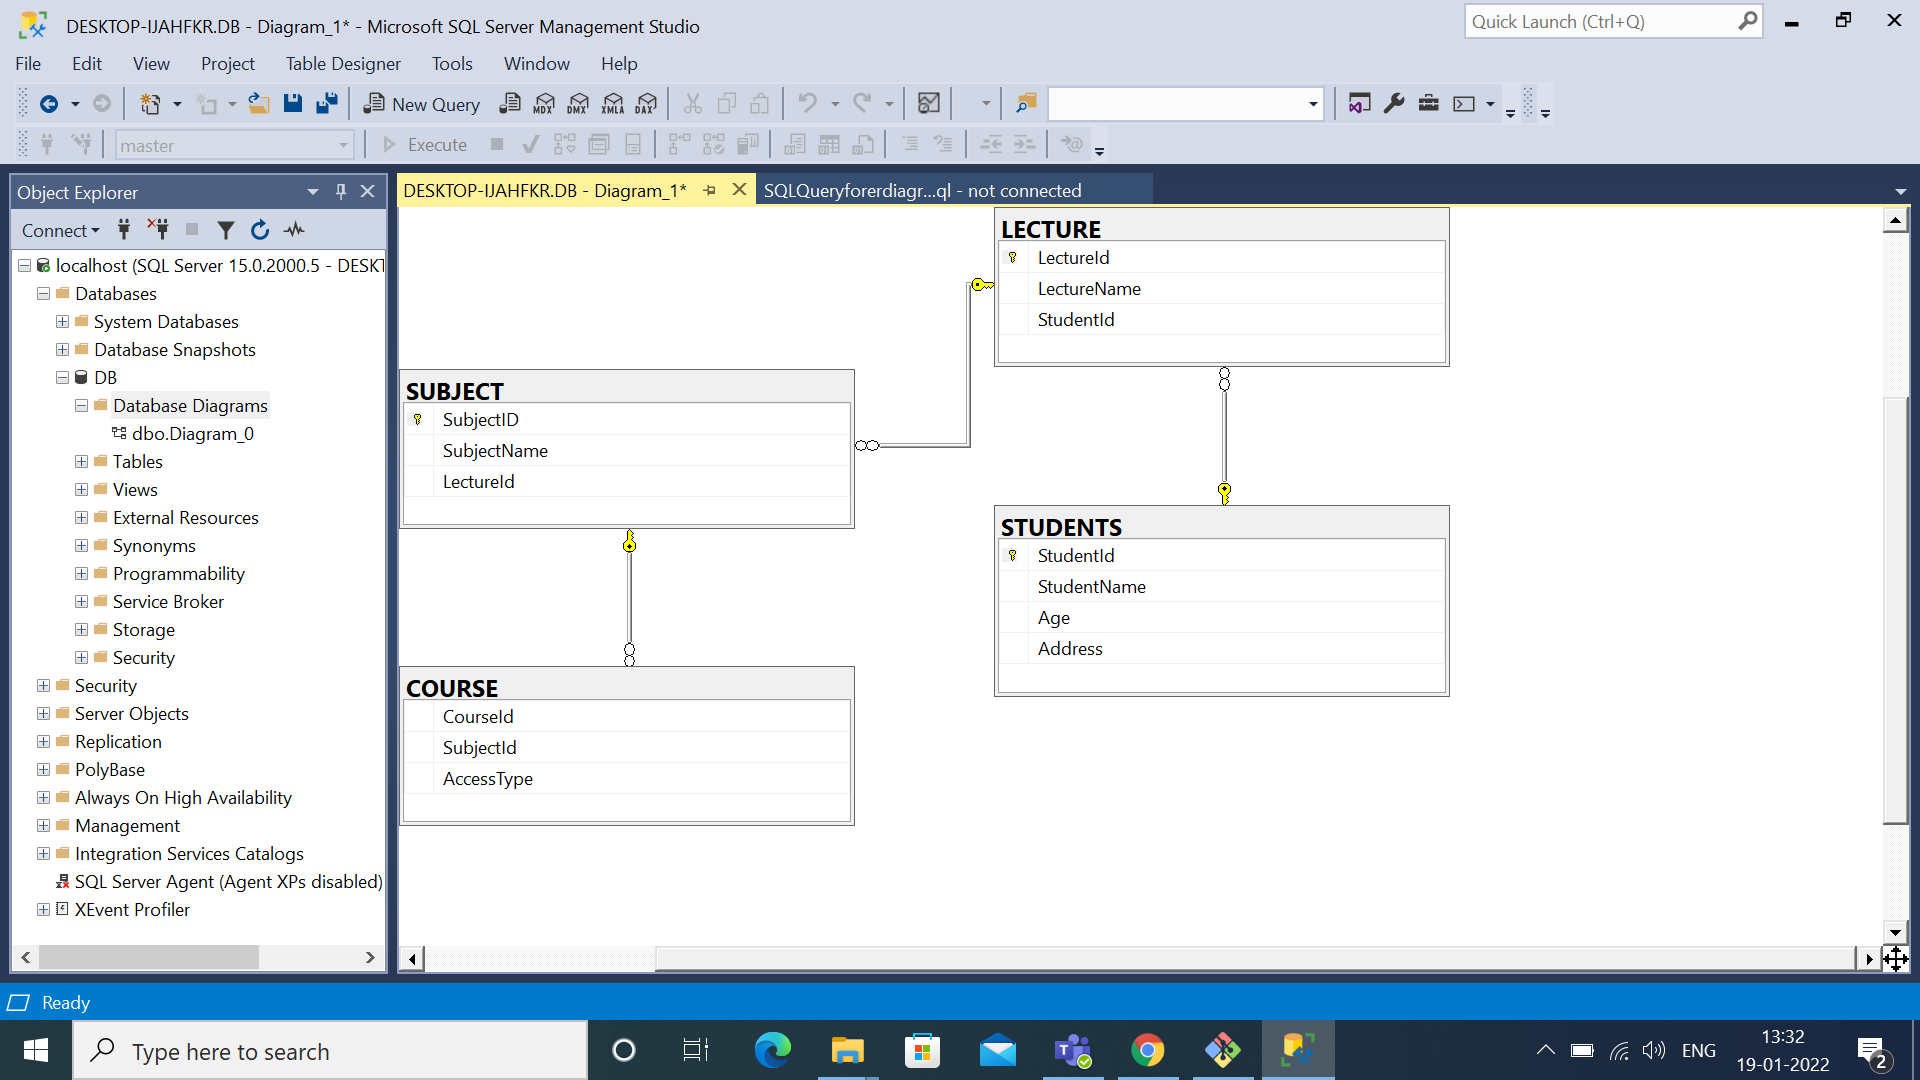 DESKTOP-IJAHFKR.DB - Diagram_1* - Microsoft SQL Server Management Studio
Quick Launch (Ctrl+Q)
File Edit View Project Table Designer Tools Window Help
New Query
MDX DMX XMLA DAX
master
Execute
Object Explorer
DESKTOP-IJAHFKR.DB - Diagram_1*
SQLQueryforerdiagr...ql - not connected
Connect
localhost (SQL Server 15.0.2000.5 - DESKT
Databases
System Databases
Database Snapshots
DB
Database Diagrams
dbo.Diagram_0
Tables
Views
External Resources
Synonyms
Programmability
Service Broker
Storage
Security
Security
Server Objects
Replication
PolyBase
Always On High Availability
Management
Integration Services Catalogs
SQL Server Agent (Agent XPs disabled)
XEvent Profiler
LECTURE
LectureId
LectureName
StudentId
SUBJECT
SubjectID
SubjectName
LectureId
STUDENTS
StudentId
StudentName
Age
Address
COURSE
CourseId
SubjectId
AccessType
Ready
Type here to search
ENG
13:32
19-01-2022
2